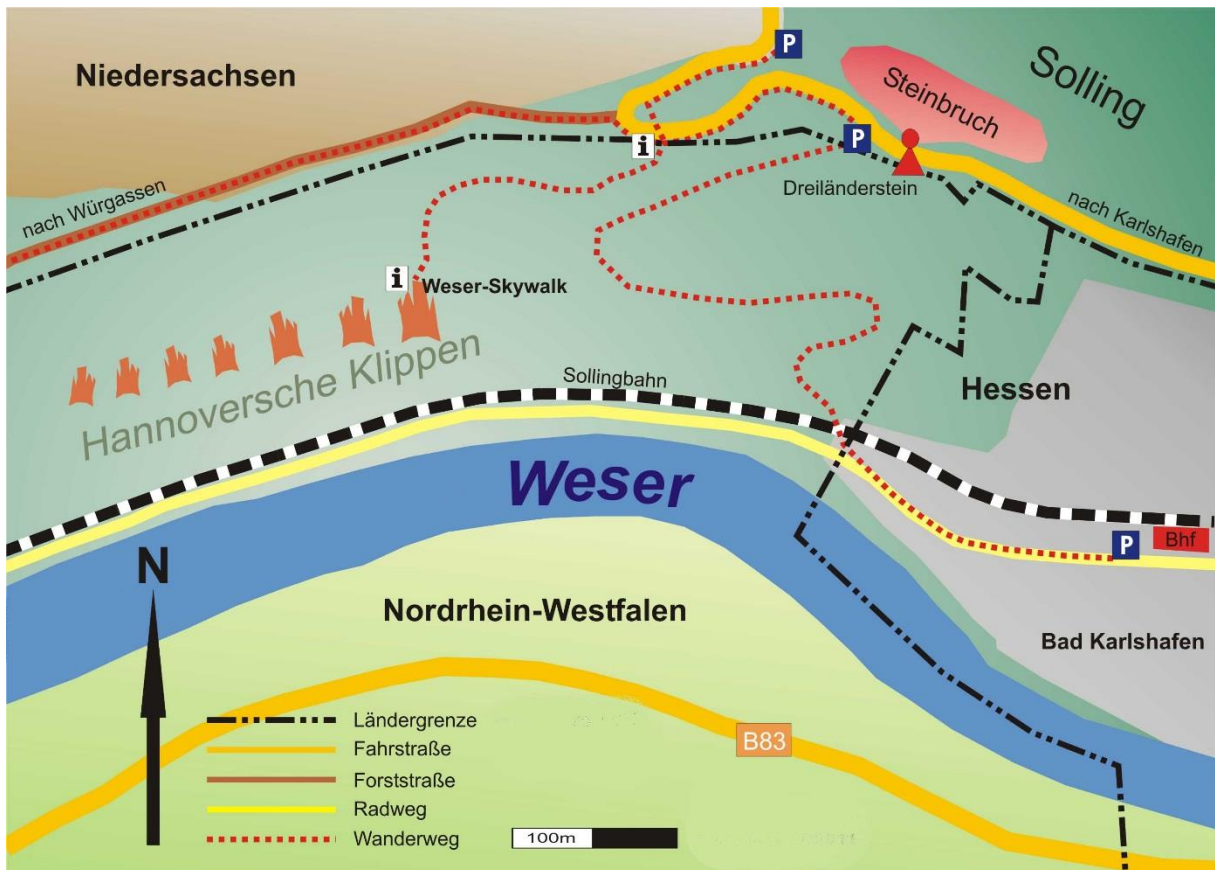 Niedersachsen
P
Solling
Steinbruch
i
P
Dreiländerstein
nach Würgassen
nach Karlshafen
i
Weser-Skywalk
Hannoversche Klippen
Sollingbahn
Hessen
Weser
P
Bhf
N
Nordrhein-Westfalen
Bad Karlshafen
Ländergrenze
Fahrstraße
B83
Forststraße
Radweg
Wanderweg
100m